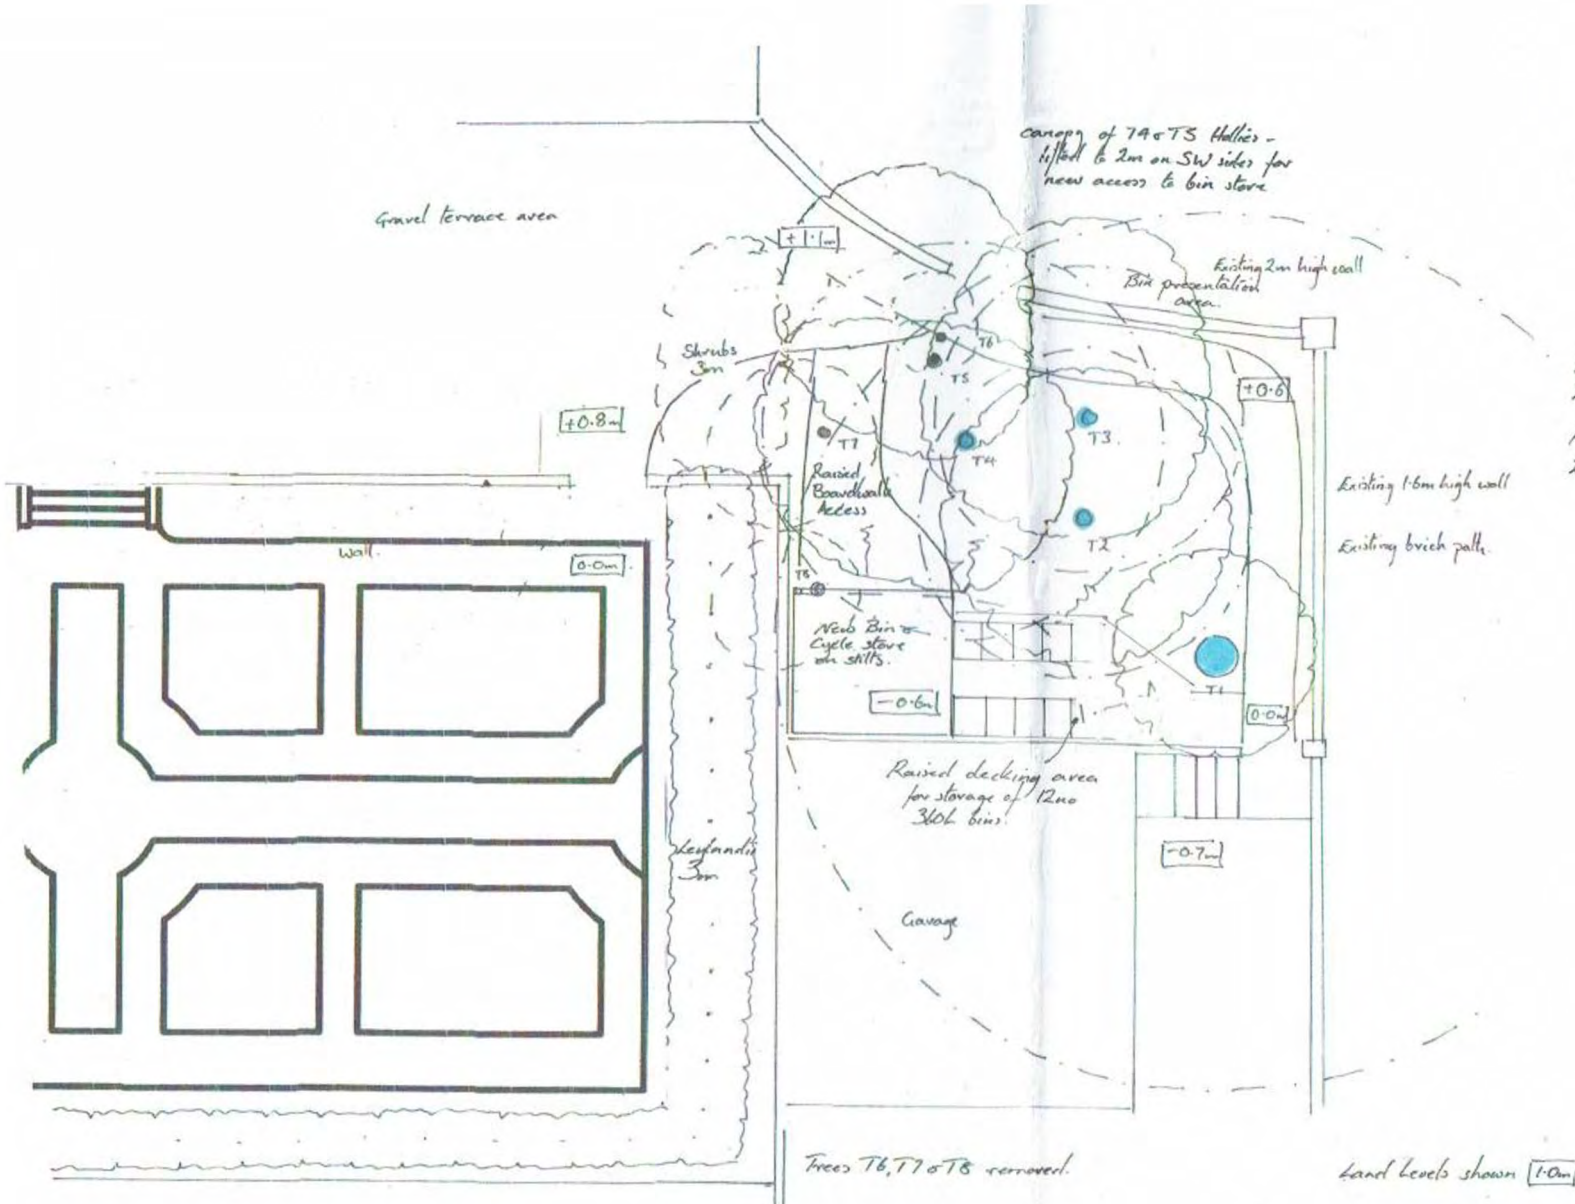 canopy of T4 & T5 Hollies -
lifted to 2m on SW sides for
new access to bin store
Gravel terrace area
+1.1m
Existing 2m high wall
Bin presentation
area.
Shrubs
3m
T6
T5
+0.6
+0.8m
T7
T4
T3.
Raised
Boardwalk
Access
Existing 1.6m high wall
Wall.
0.0m
T2
Existing brick path.
T8
New Bin &
Cycle store
on stilts.
T1
-0.6m
0.0m
Raised decking area
for storage of 12no
360L bins.
Leylandii
3m
-0.7m
Garage
Trees T6, T7 & T8 removed.
Land Levels shown 1.0m